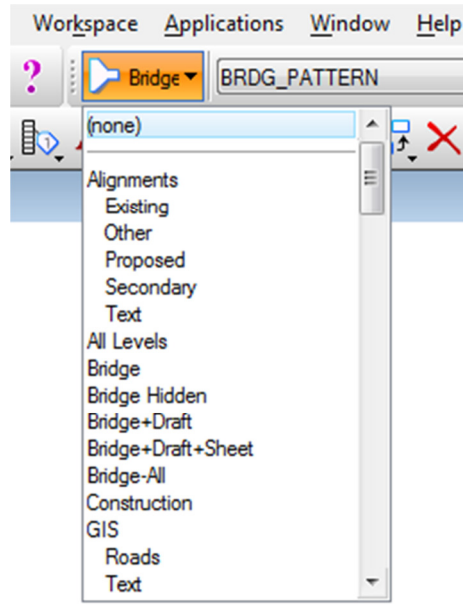 Workspace Applications Window Help
? Bridge BRDG_PATTERN
(none)
Alignments
Existing
Other
Proposed
Secondary
Text
All Levels
Bridge
Bridge Hidden
Bridge+Draft
Bridge+Draft+Sheet
Bridge-All
Construction
GIS
Roads
Text